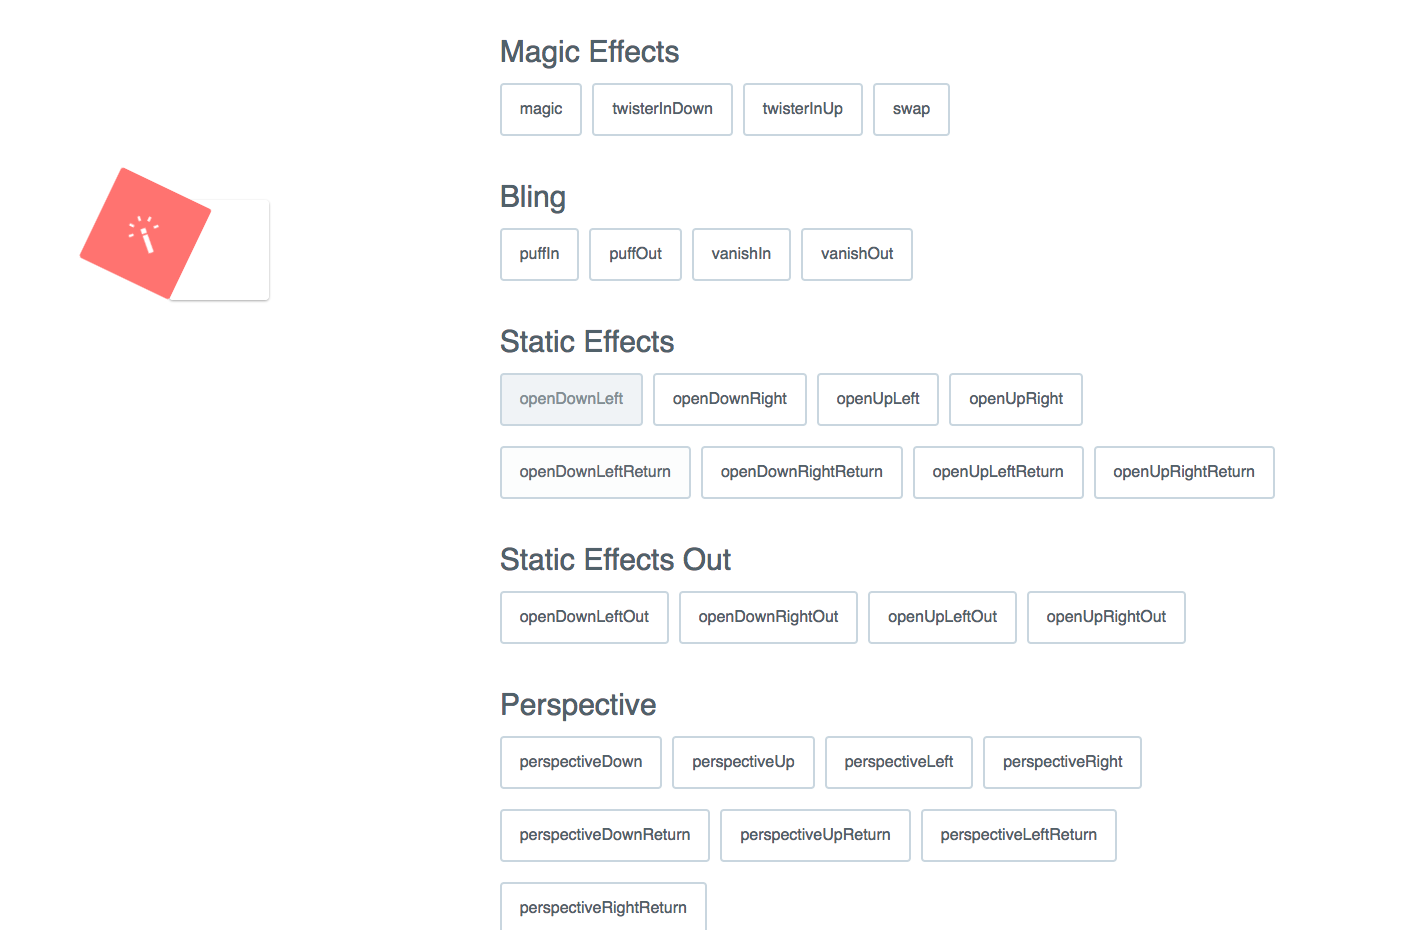 Magic Effects
magic twisterInDown twisterInUp swap
Bling
puffIn puffOut vanishIn vanishOut
Static Effects
openDownLeft openDownRight openUpLeft openUpRight
openDownLeftReturn openDownRightReturn openUpLeftReturn openUpRightReturn
Static Effects Out
openDownLeftOut openDownRightOut openUpLeftOut openUpRightOut
Perspective
perspectiveDown perspectiveUp perspectiveLeft perspectiveRight
perspectiveDownReturn perspectiveUpReturn perspectiveLeftReturn
perspectiveRightReturn